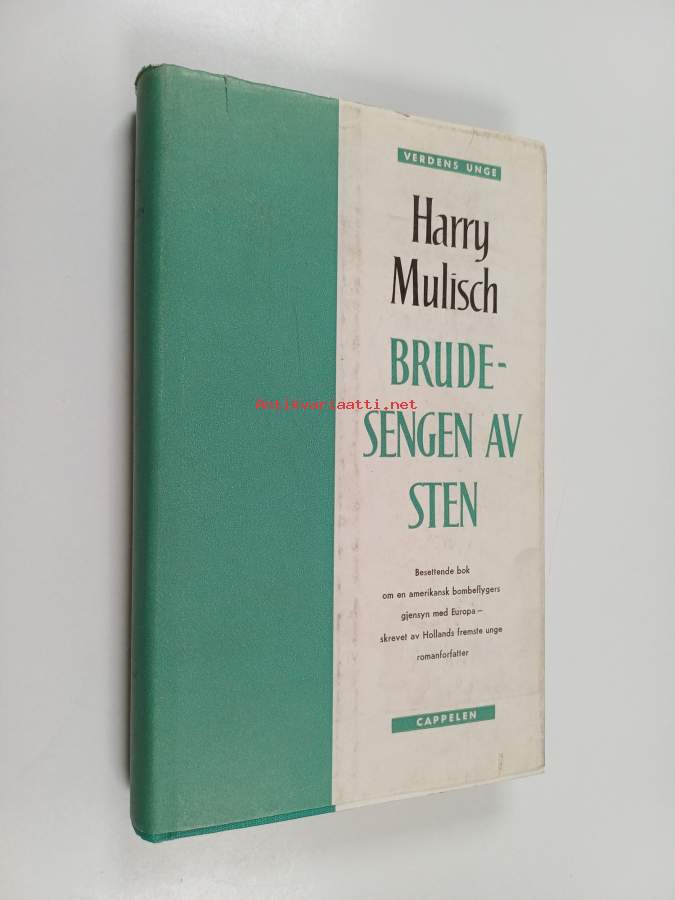 VERDENS UNGE
Harry
Mulisch
BRUDE-
SENGEN AV
STEN
Besettende bok
om en amerikansk bombeflygers
gjensyn med Europa –
skrevet av Hollands fremste unge
romanforfatter
CAPPELEN
Antikvariaatti.net